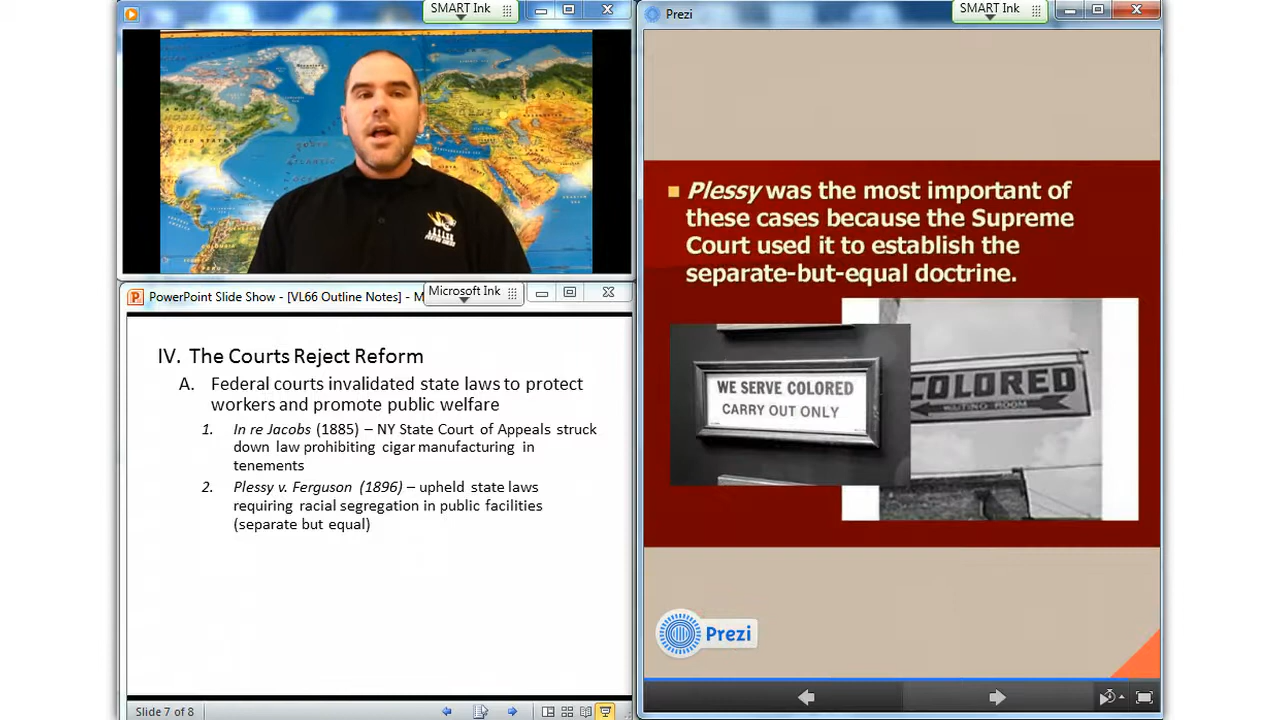 SMART Ink
PowerPoint Slide Show - [VL66 Outline Notes] - M
Microsoft Ink
IV. The Courts Reject Reform
A. Federal courts invalidated state laws to protect
workers and promote public welfare
1. In re Jacobs (1885) – NY State Court of Appeals struck
down law prohibiting cigar manufacturing in
tenements
2. Plessy v. Ferguson (1896) – upheld state laws
requiring racial segregation in public facilities
(separate but equal)
Slide 7 of 8
Prezi
SMART Ink
Plessy was the most important of
these cases because the Supreme
Court used it to establish the
separate-but-equal doctrine.
WE SERVE COLORED
CARRY OUT ONLY
COLORED
WAITING ROOM
Prezi